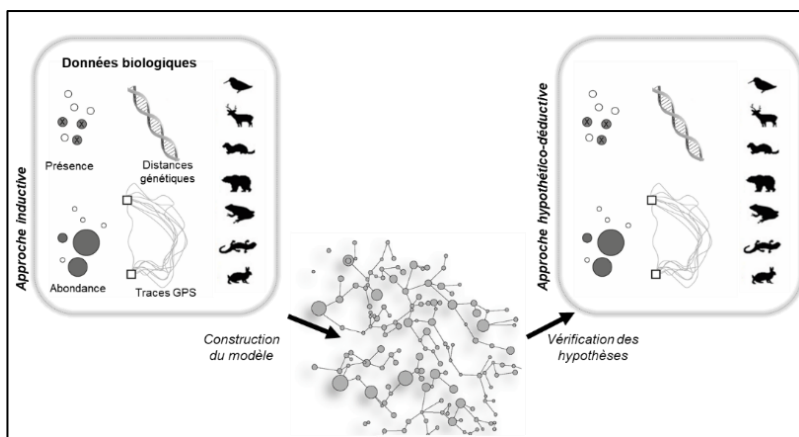 Données biologiques
Approche inductive
Présence
Distances
génétiques
Abondance
Traces GPS
Construction
du modèle
Approche hypothético-déductive
Vérification des
hypothèses